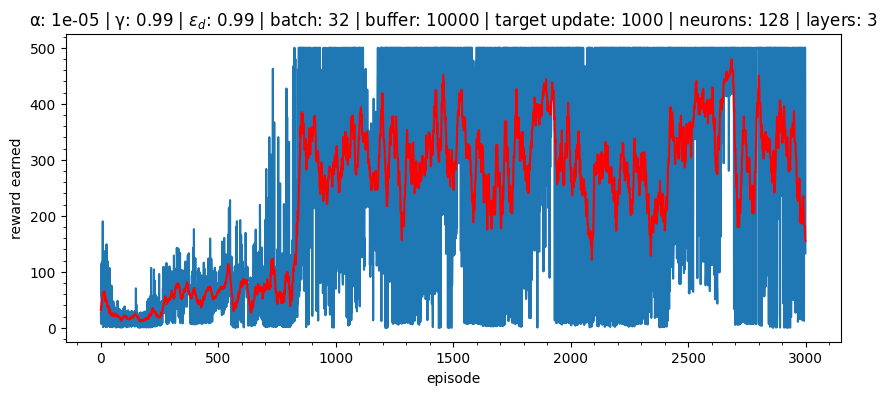 α: 1e-05 | γ: 0.99 | ε_d: 0.99 | batch: 32 | buffer: 10000 | target update: 1000 | neurons: 128 | layers: 3
500
400
300
200
100
0
reward earned
0 500 1000 1500 2000 2500 3000
episode